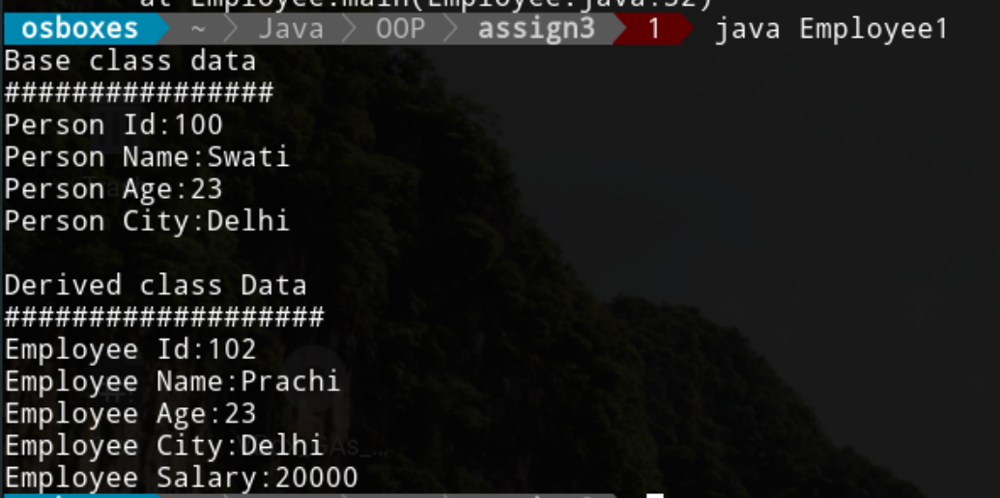 at Employee.main(Employee.java:32)
osboxes ~ Java OOP assign3 1 java Employee1
Base class data
################
Person Id:100
Person Name:Swati
Person Age:23
Person City:Delhi
Derived class Data
###################
Employee Id:102
Employee Name:Prachi
Employee Age:23
Employee City:Delhi
Employee Salary:20000